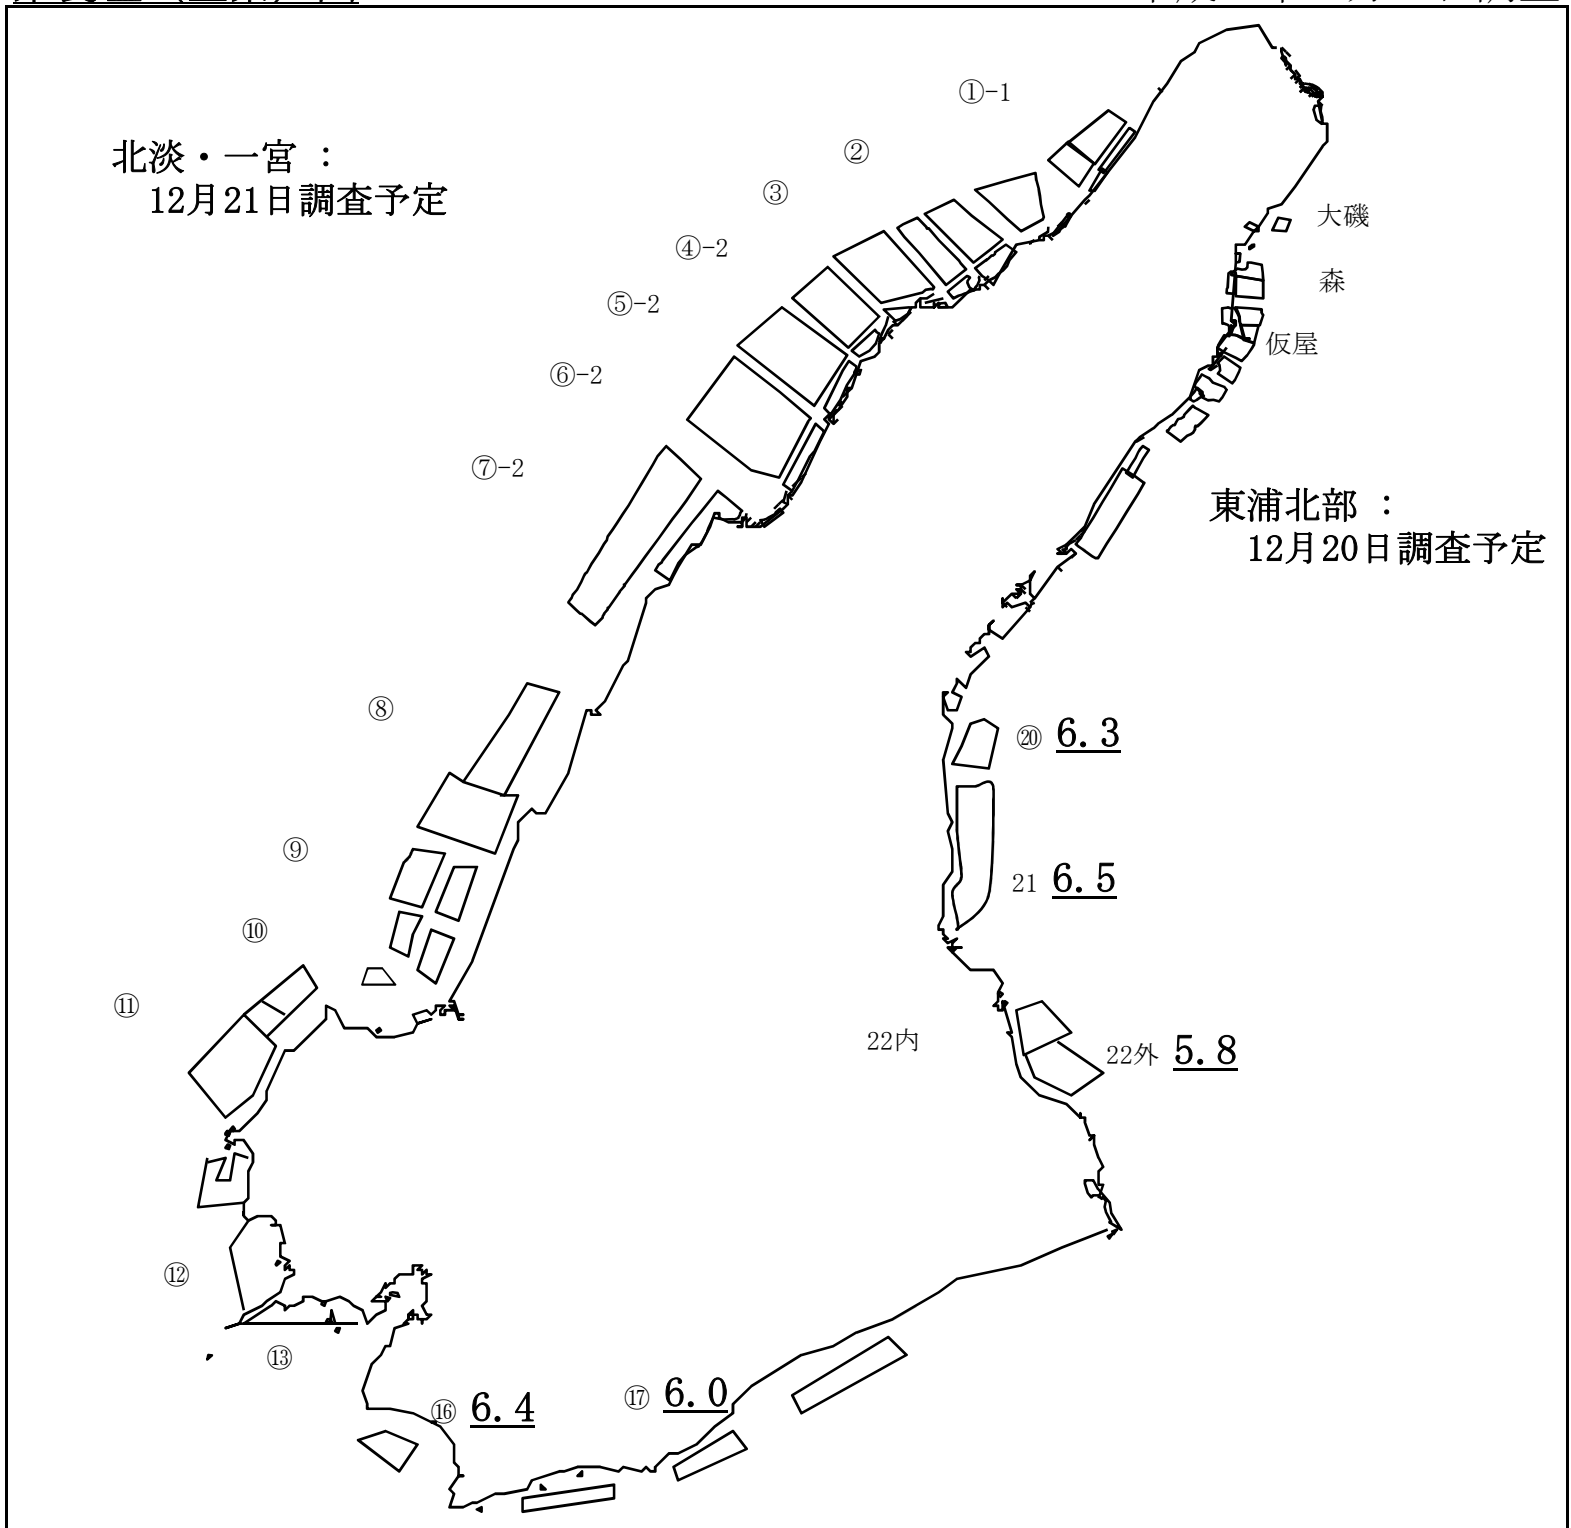 ①-1
②
北淡・一宮 ：
12月21日調査予定
③
大磯
④-2
森
⑤-2
仮屋
⑥-2
⑦-2
東浦北部 ：
12月20日調査予定
⑧
⑳ 6.3
⑨
21 6.5
⑩
⑪
22内
22外 5.8
⑫
⑬
⑯ 6.4
⑰ 6.0